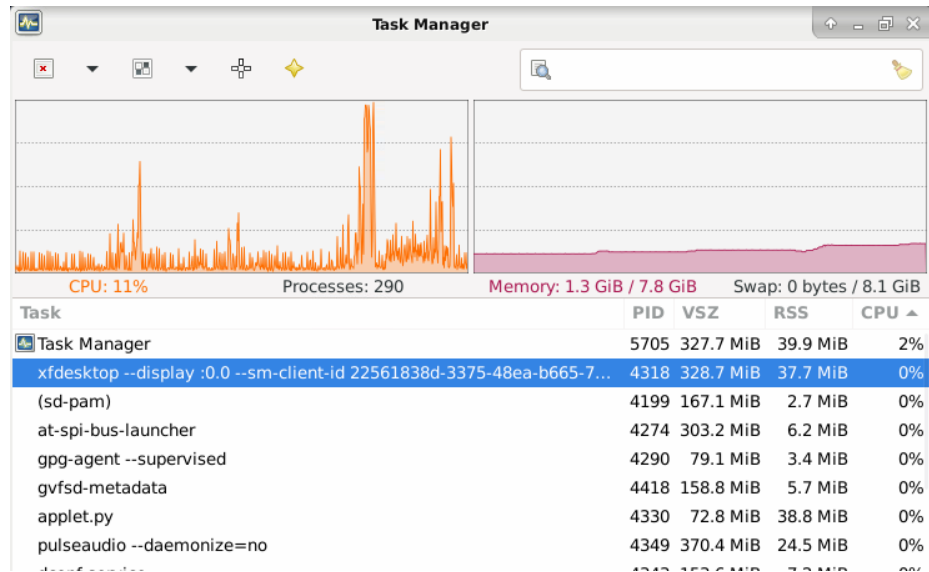 Task Manager
CPU: 11% Processes: 290 Memory: 1.3 GiB / 7.8 GiB Swap: 0 bytes / 8.1 GiB
Task PID VSZ RSS CPU
Task Manager 5705 327.7 MiB 39.9 MiB 2%
xfdesktop --display :0.0 --sm-client-id 22561838d-3375-48ea-b665-7... 4318 328.7 MiB 37.7 MiB 0%
(sd-pam) 4199 167.1 MiB 2.7 MiB 0%
at-spi-bus-launcher 4274 303.2 MiB 6.2 MiB 0%
gpg-agent --supervised 4290 79.1 MiB 3.4 MiB 0%
gvfsd-metadata 4418 158.8 MiB 5.7 MiB 0%
applet.py 4330 72.8 MiB 38.8 MiB 0%
pulseaudio --daemonize=no 4349 370.4 MiB 24.5 MiB 0%